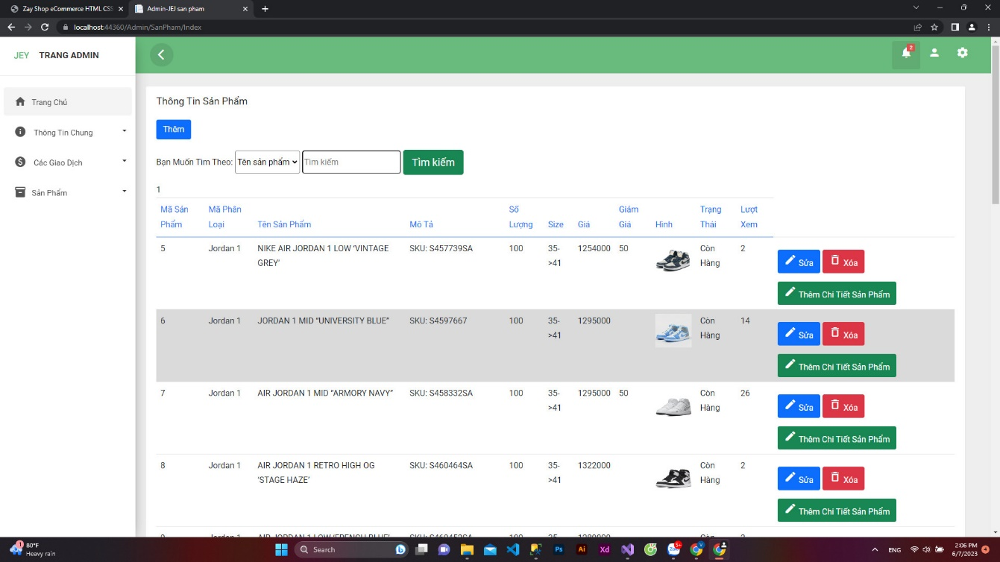 Zay Shop eCommerce HTML CSS
Admin-JEJ san pham
localhost:44360/Admin/SanPham/Index
JEY TRANG ADMIN
2
Trang Chủ
Thông Tin Chung
Các Giao Dịch
Sản Phẩm
Thông Tin Sản Phẩm
Thêm
Bạn Muốn Tìm Theo: Tên sản phẩm Tìm kiếm Tìm kiếm
1
Mã Sản Phẩm Mã Phân Loại Tên Sản Phẩm Mô Tả Số Lượng Size Giá Giảm Giá Hình Trạng Thái Lượt Xem
5 Jordan 1 NIKE AIR JORDAN 1 LOW ‘VINTAGE GREY’ SKU: S457739SA 100 35->41 1254000 50 Còn Hàng 2
Sửa Xóa
Thêm Chi Tiết Sản Phẩm
6 Jordan 1 JORDAN 1 MID “UNIVERSITY BLUE” SKU: S4597667 100 35->41 1295000 Còn Hàng 14
Sửa Xóa
Thêm Chi Tiết Sản Phẩm
7 Jordan 1 AIR JORDAN 1 MID “ARMORY NAVY” SKU: S458332SA 100 35->41 1295000 50 Còn Hàng 26
Sửa Xóa
Thêm Chi Tiết Sản Phẩm
8 Jordan 1 AIR JORDAN 1 RETRO HIGH OG ‘STAGE HAZE’ SKU: S460464SA 100 35->41 1322000 Còn Hàng 2
Sửa Xóa
Thêm Chi Tiết Sản Phẩm
1 80°F
Heavy rain
Search
Ps Ai Xd
5+
ENG
2:06 PM
6/7/2023
4